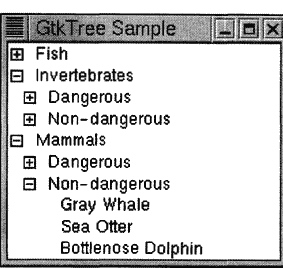 GtkTree Sample
Fish
Invertebrates
Dangerous
Non-dangerous
Mammals
Dangerous
Non-dangerous
Gray Whale
Sea Otter
Bottlenose Dolphin